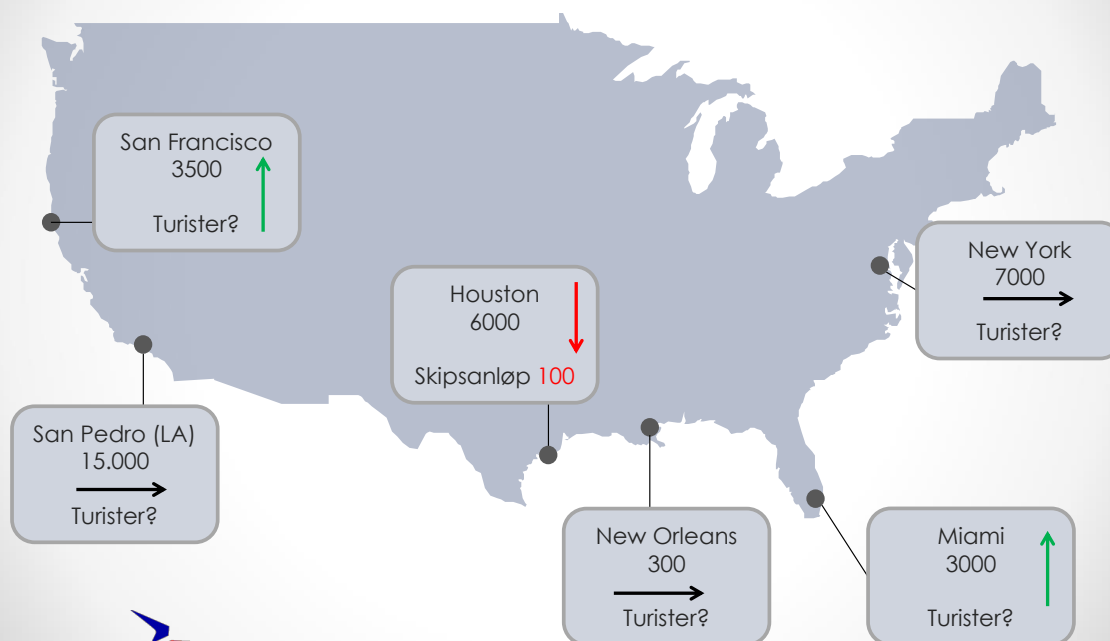 San Francisco
3500
Turister?
New York
7000
Turister?
Houston
6000
Skipsanløp 100
San Pedro (LA)
15.000
Turister?
New Orleans
300
Turister?
Miami
3000
Turister?